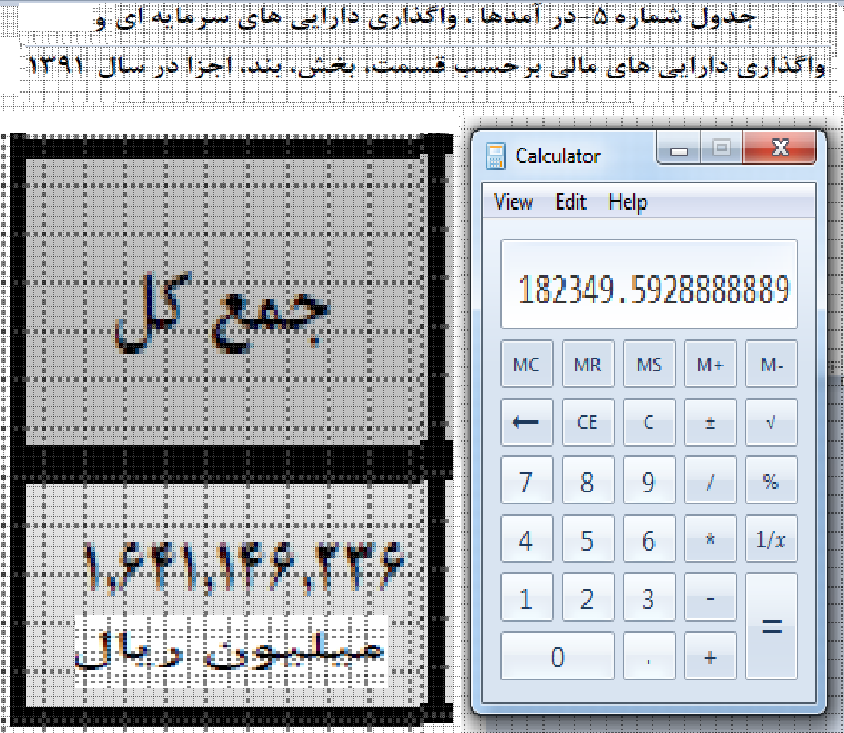 جدول شماره ۵-در آمدها ، واگذاری دارایی های سرمایه ای و
واگذاری دارایی های مالی برحسب قسمت، بخش، بند، اجزا در سال ۱۳۹۱
جمع کل
۱,۶۴۱,۱۴۶,۳۳۶
میلیون ریال
Calculator
View Edit Help
182349.5928888889
MC MR MS M+ M-
← CE C ± √
7 8 9 / %
4 5 6 * 1/x
1 2 3 - =
0 . +